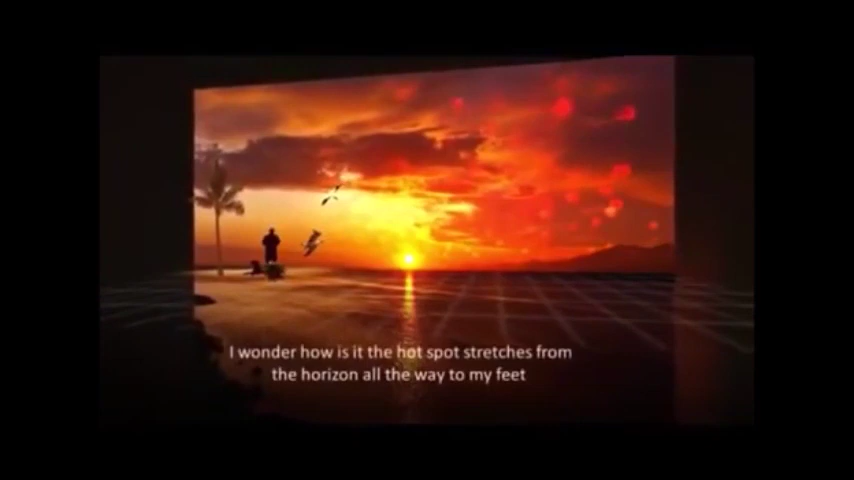 I wonder how is it the hot spot stretches from
the horizon all the way to my feet